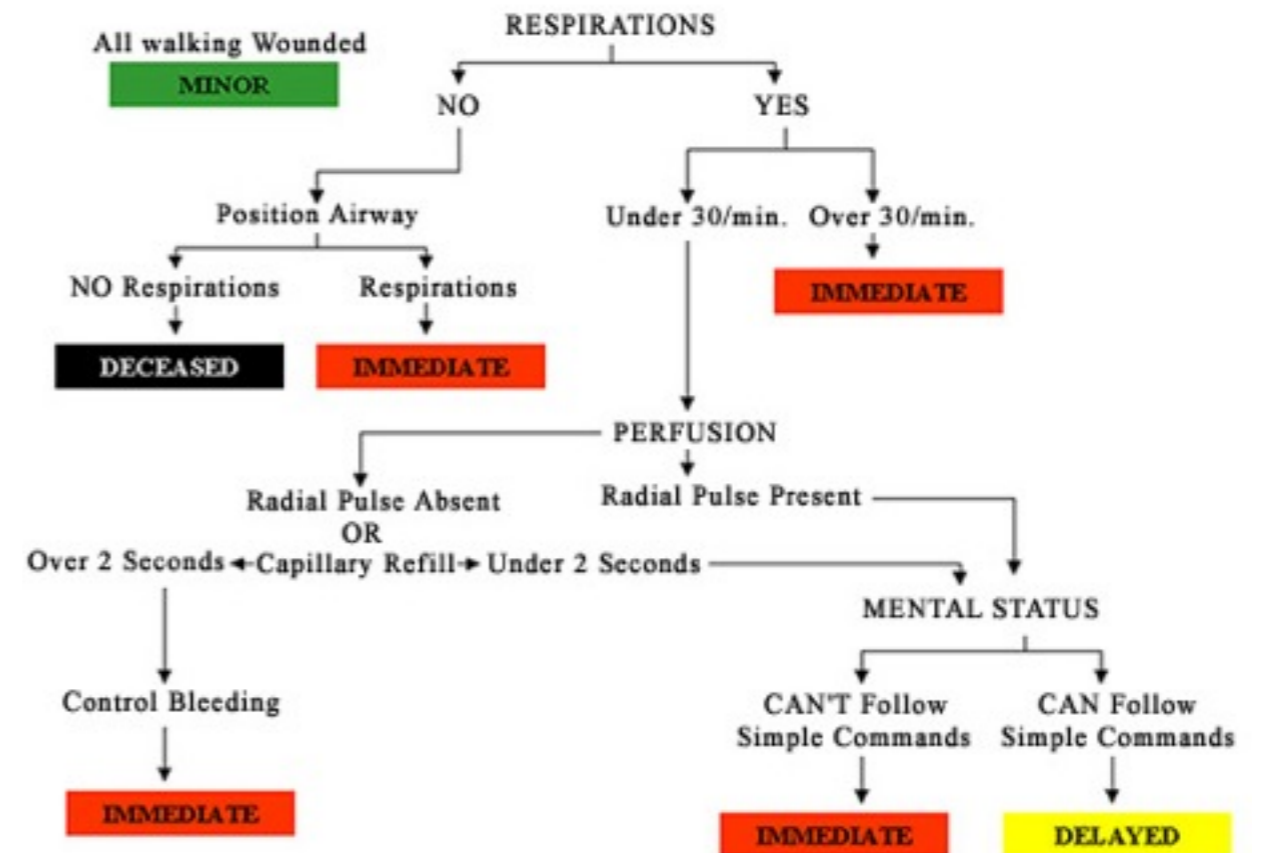 RESPIRATIONS
All walking Wounded
MINOR
NO
YES
Position Airway
Under 30/min.
Over 30/min.
NO Respirations
Respirations
IMMEDIATE
DECEASED
IMMEDIATE
PERFUSION
Radial Pulse Absent
Radial Pulse Present
OR
Over 2 Seconds
Capillary Refill
Under 2 Seconds
MENTAL STATUS
Control Bleeding
CAN'T Follow
Simple Commands
CAN Follow
Simple Commands
IMMEDIATE
IMMEDIATE
DELAYED